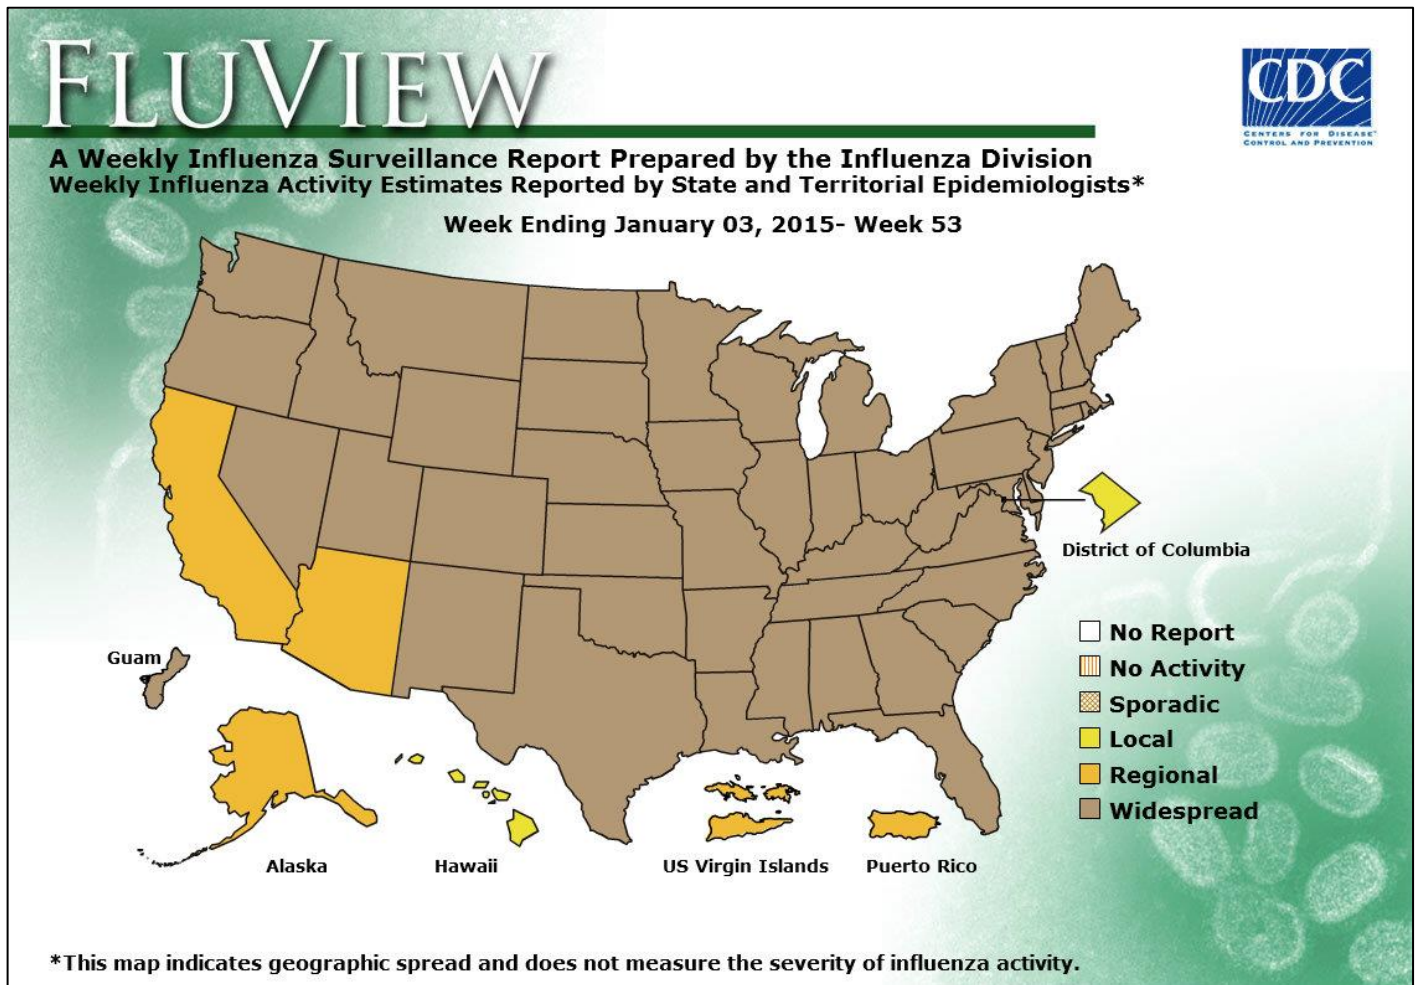 FLUVIEW
CDC
CENTERS FOR DISEASE
CONTROL AND PREVENTION
A Weekly Influenza Surveillance Report Prepared by the Influenza Division
Weekly Influenza Activity Estimates Reported by State and Territorial Epidemiologists*
Week Ending January 03, 2015- Week 53
District of Columbia
No Report
Guam
No Activity
Sporadic
Local
Regional
Widespread
Alaska
Hawaii
US Virgin Islands
Puerto Rico
*This map indicates geographic spread and does not measure the severity of influenza activity.